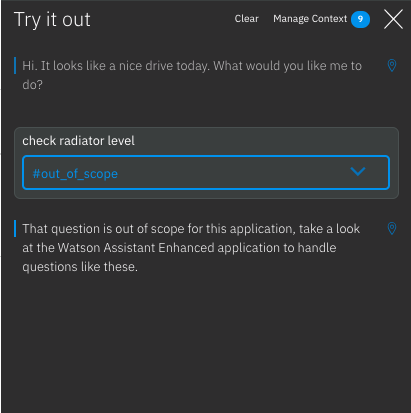 Try it out
Clear
Manage Context 9
Hi. It looks like a nice drive today. What would you like me to
do?
check radiator level
#out_of_scope
That question is out of scope for this application, take a look
at the Watson Assistant Enhanced application to handle
questions like these.